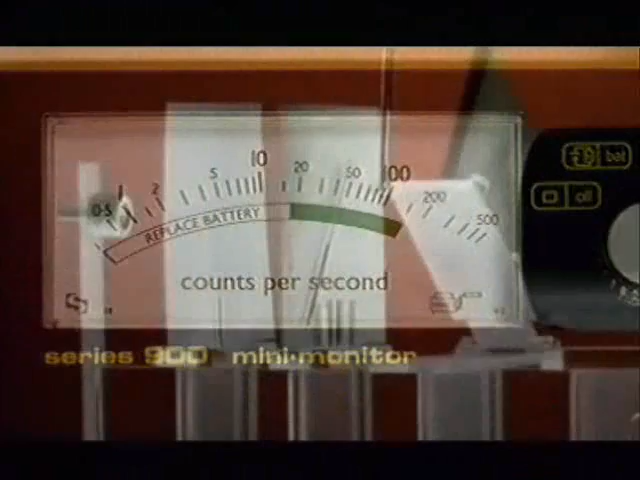 10
5 20 50 100
2 200
1 500
0·5
REPLACE BATTERY
counts per second
bat
off
series 900 mini·monitor